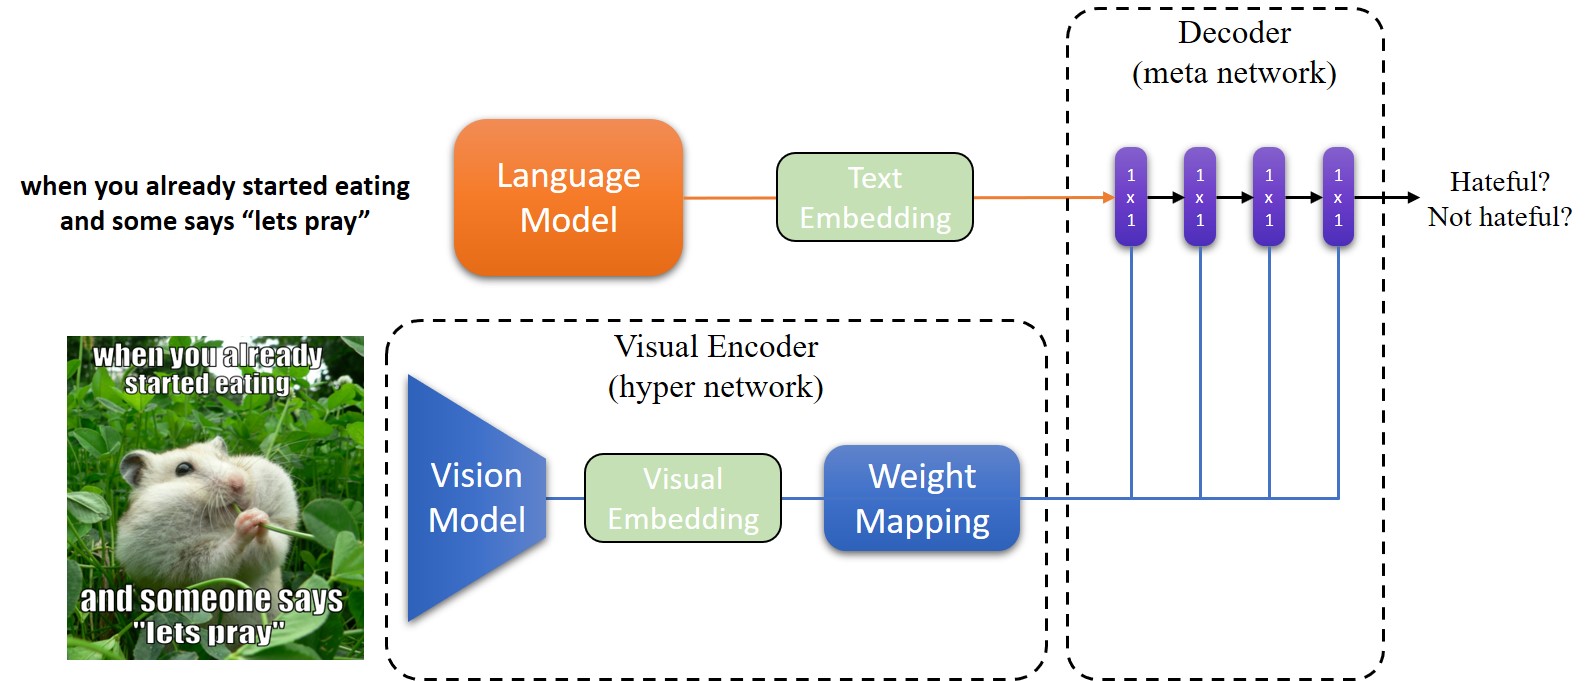 Decoder
(meta network)
when you already started eating
and some says “lets pray”
Language
Model
Text
Embedding
1
x
1
1
x
1
1
x
1
1
x
1
Hateful?
Not hateful?
when you already
started eating
and someone says
"lets pray"
Visual Encoder
(hyper network)
Vision
Model
Visual
Embedding
Weight
Mapping